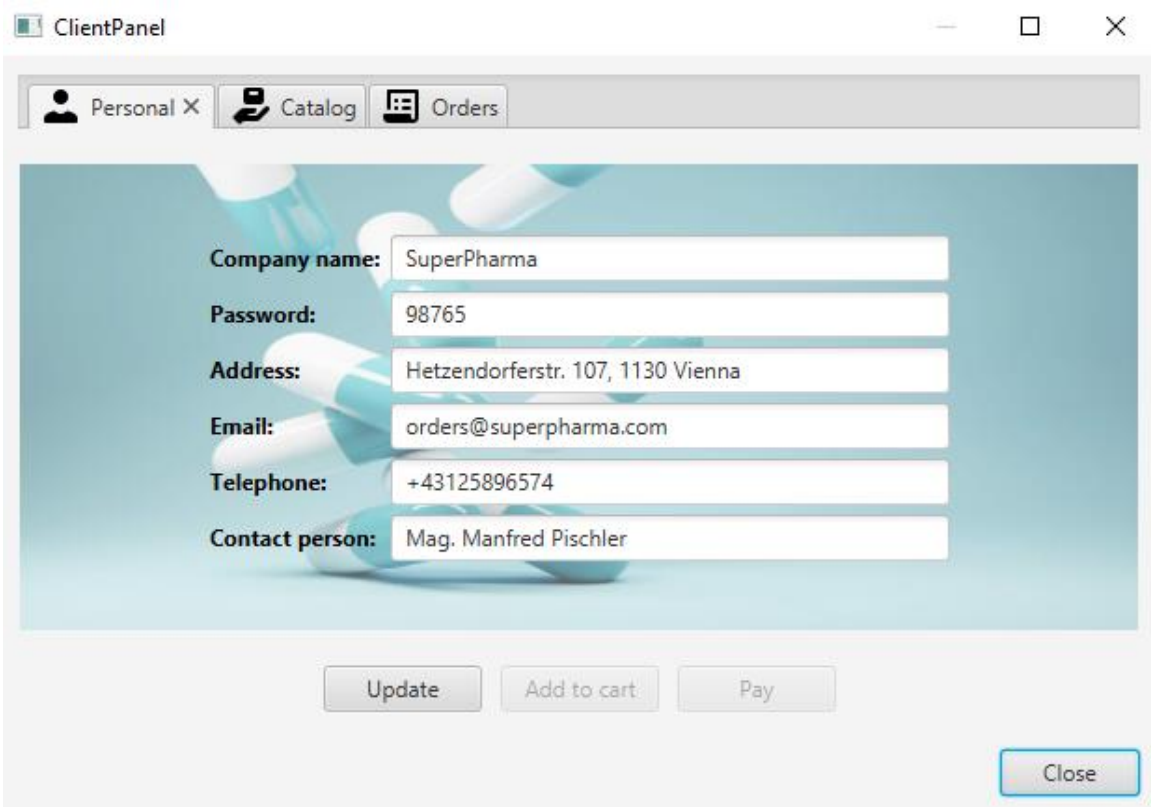 ClientPanel
Personal Catalog Orders
Company name: SuperPharma
Password: 98765
Address: Hetzendorferstr. 107, 1130 Vienna
Email: orders@superpharma.com
Telephone: +43125896574
Contact person: Mag. Manfred Pischler
Update Add to cart Pay
Close